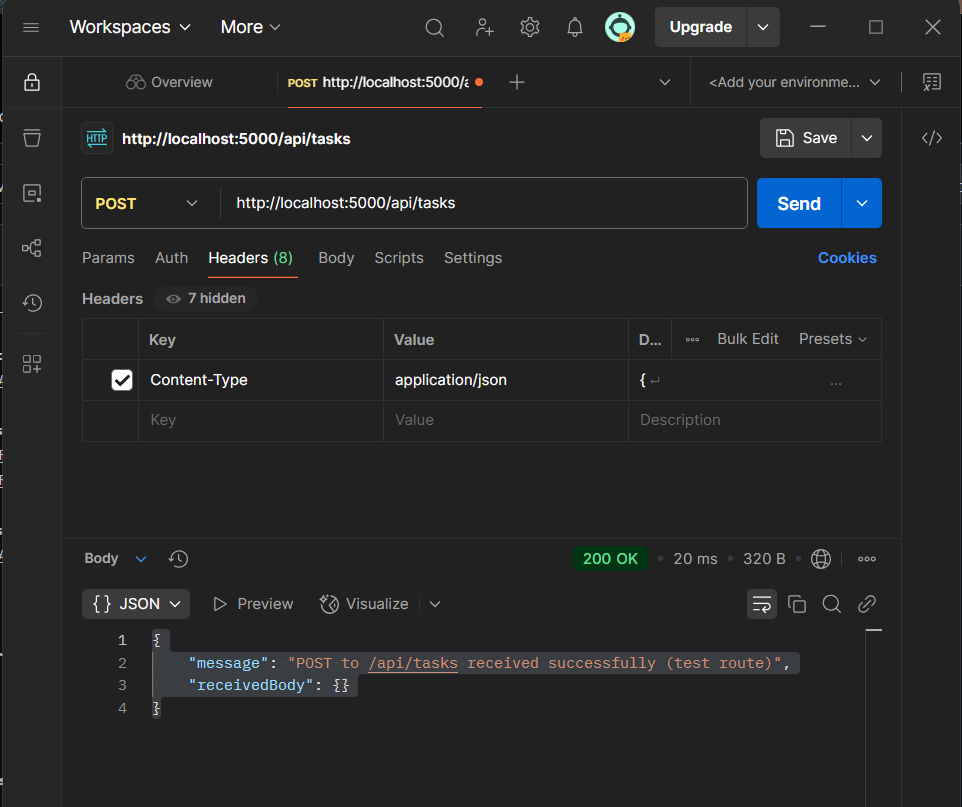 Workspaces More Upgrade
Overview POST http://localhost:5000/a <Add your environme...
HTTP http://localhost:5000/api/tasks Save
POST http://localhost:5000/api/tasks Send
Params Auth Headers (8) Body Scripts Settings Cookies
Headers 7 hidden
Key Value D... Bulk Edit Presets
Content-Type application/json { ↵ ...
Key Value Description
Body 200 OK • 20 ms • 320 B •
{} JSON Preview Visualize
1 {
2 "message": "POST to /api/tasks received successfully (test route)",
3 "receivedBody": {}
4 }